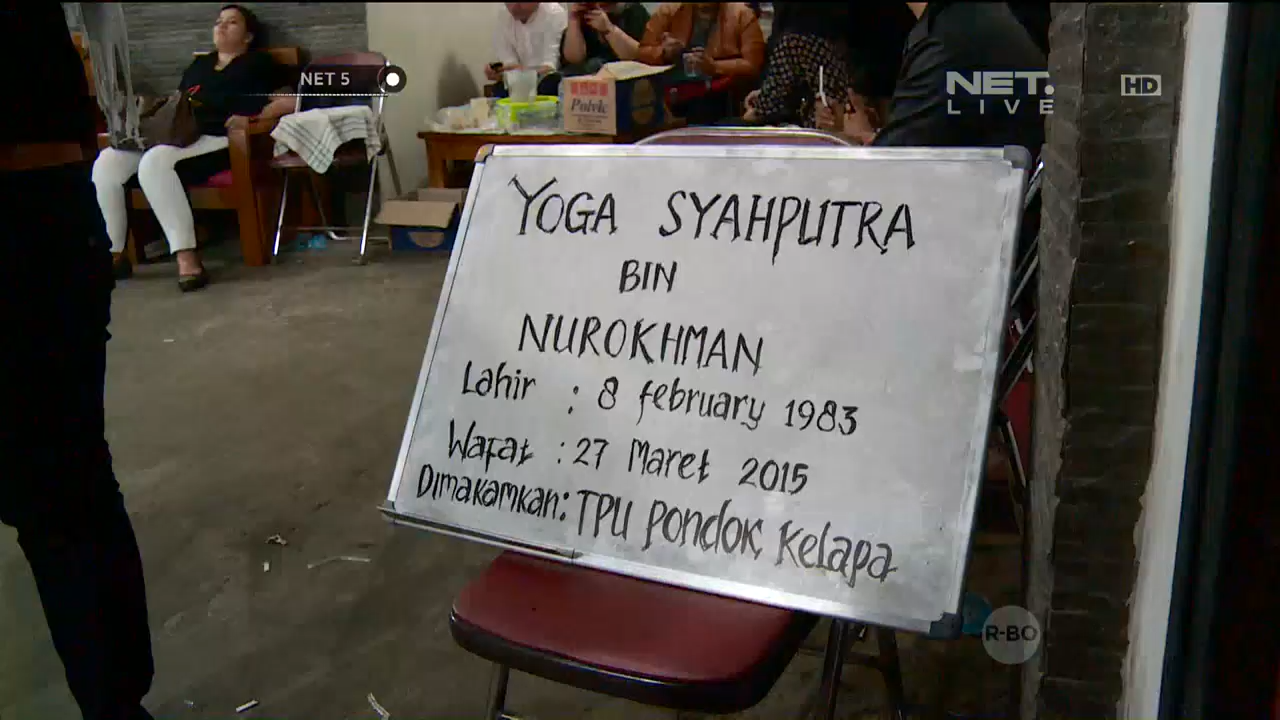 NET 5
NET.
LIVE
HD
Polvk
YOGA SYAHPUTRA
BIN
NUROKHMAN
Lahir : 8 february 1983
Wafat : 27 Maret 2015
Dimakamkan: TPU Pondok Kelapa
R-BO